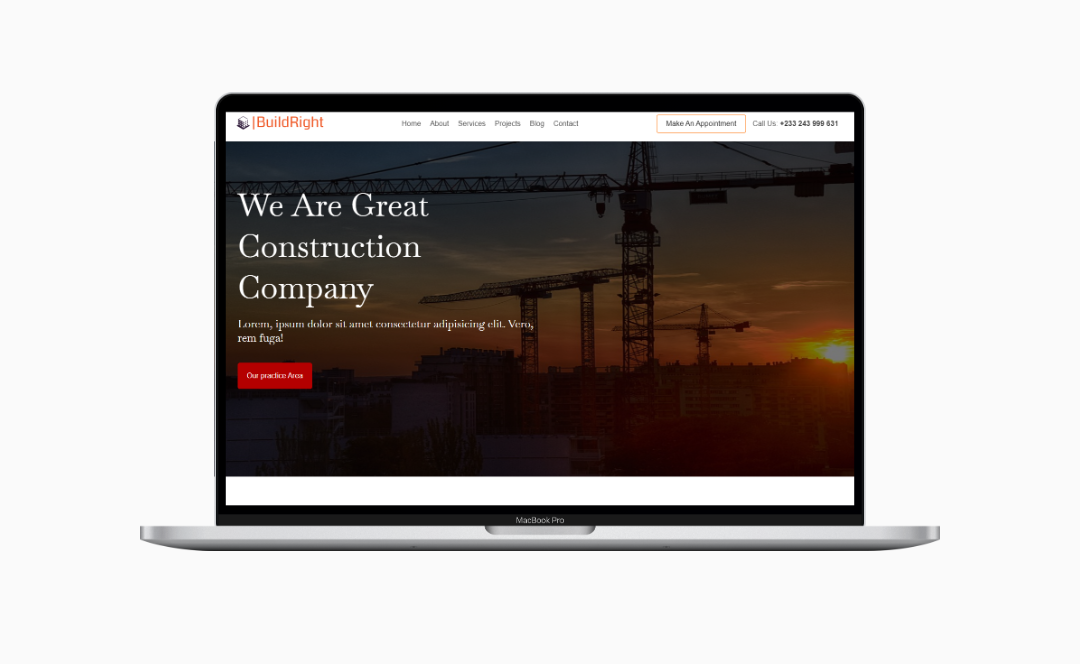 |BuildRight
Home About Services Projects Blog Contact
Make An Appointment
Call Us: +233 243 999 631
We Are Great
Construction
Company
Lorem, ipsum dolor sit amet consectetur adipisicing elit. Vero,
rem fuga!
Our practice Area
MacBook Pro